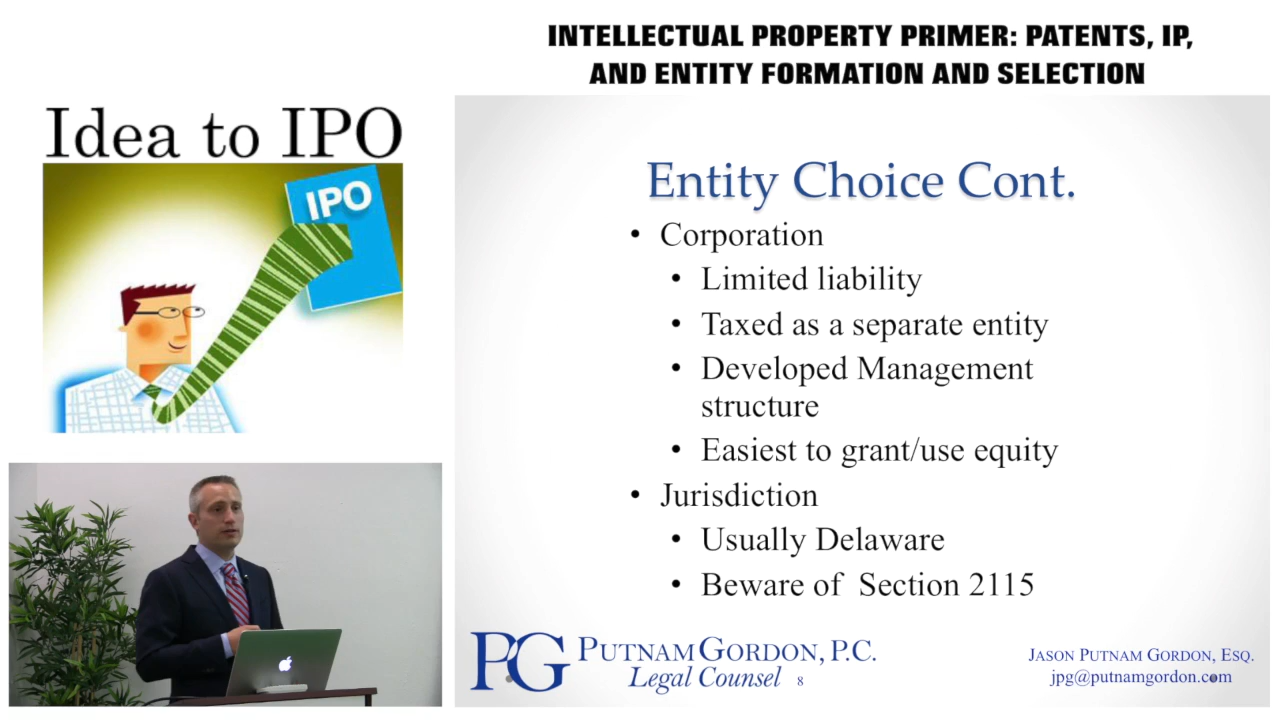 INTELLECTUAL PROPERTY PRIMER: PATENTS, IP,
AND ENTITY FORMATION AND SELECTION
Idea to IPO
IPO
Entity Choice Cont.
• Corporation
• Limited liability
• Taxed as a separate entity
• Developed Management
structure
• Easiest to grant/use equity
• Jurisdiction
• Usually Delaware
• Beware of Section 2115
PG PUTNAM GORDON, P.C.
Legal Counsel 8
JASON PUTNAM GORDON, ESQ.
jpg@putnamgordon.com